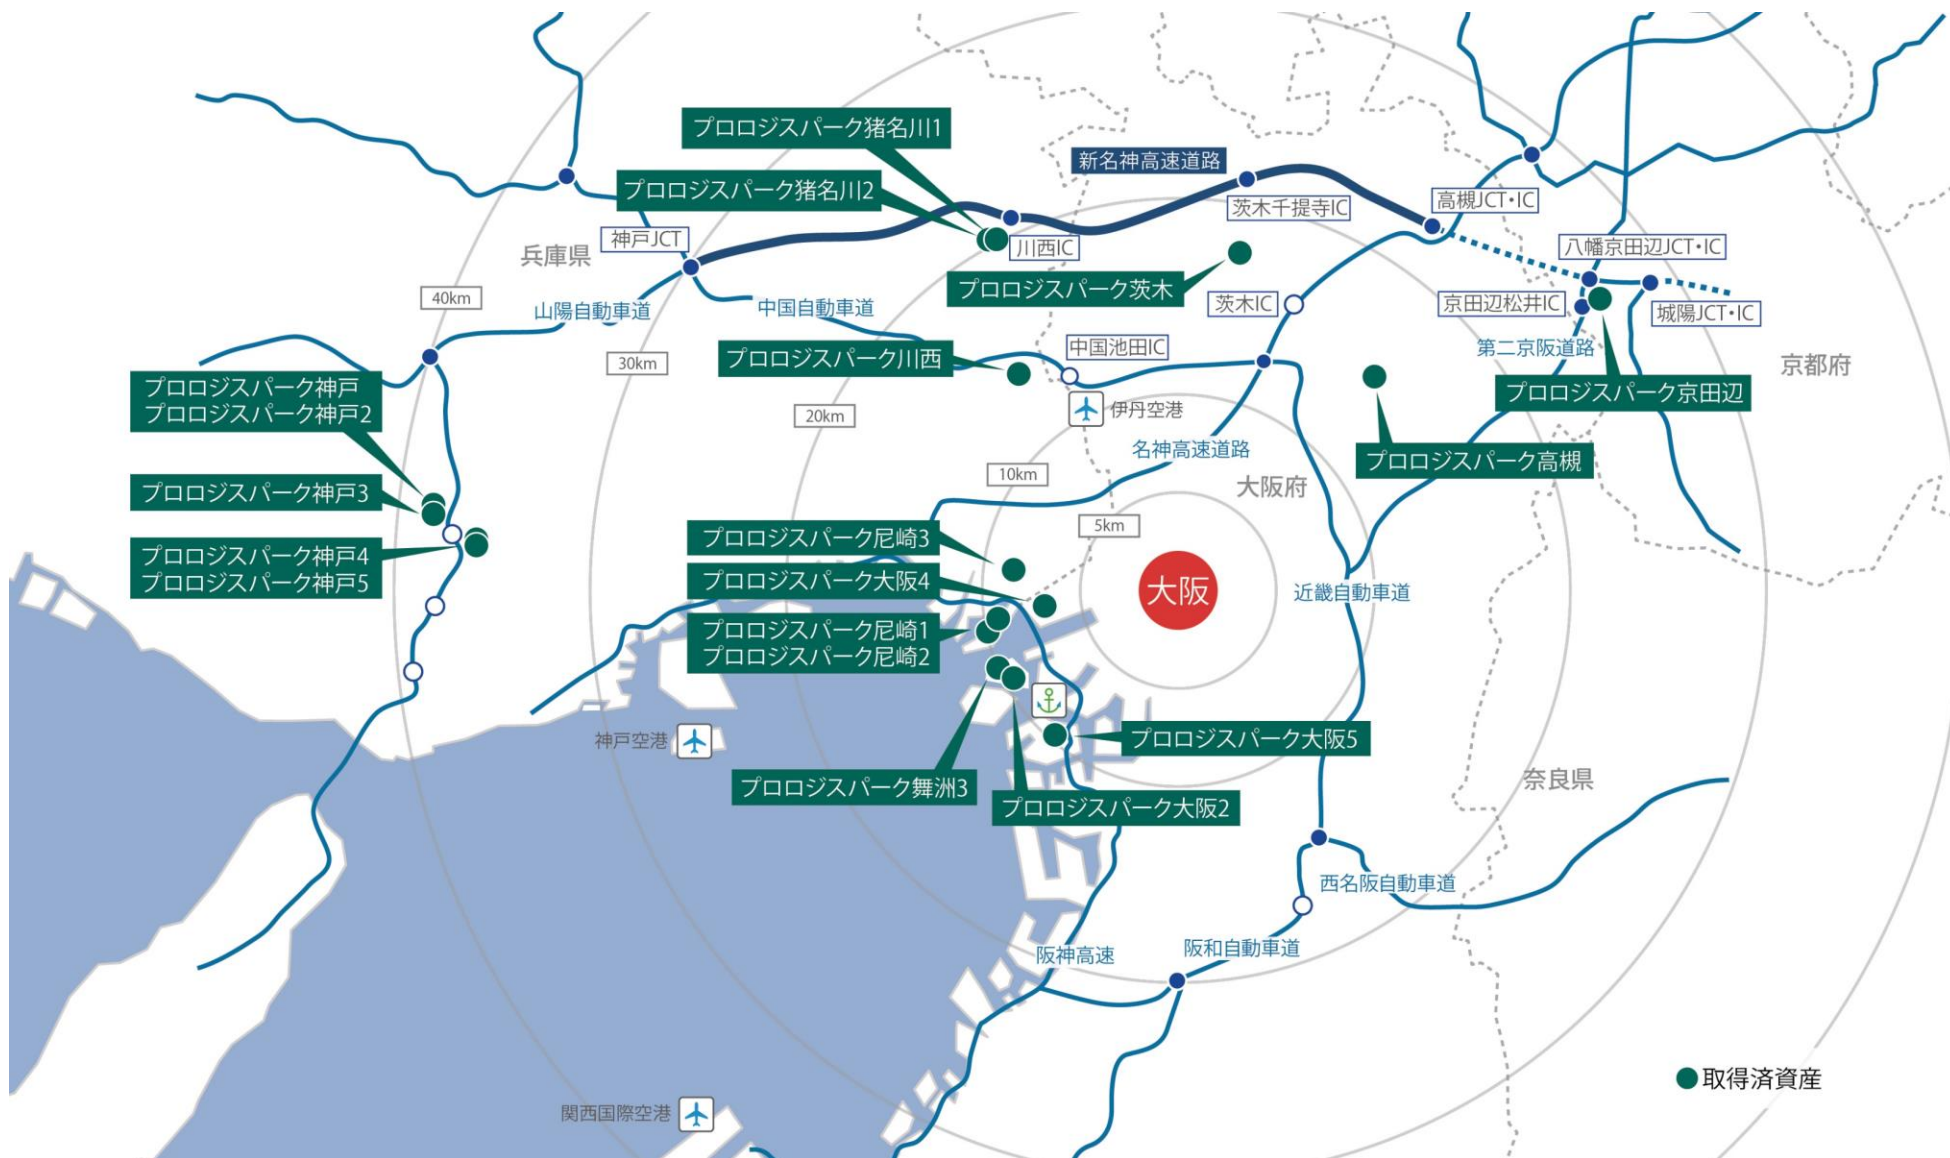 プロロジスパーク猪名川1
新名神高速道路
プロロジスパーク猪名川2
茨木千提寺IC
高槻JCT・IC
兵庫県
神戸JCT
川西IC
八幡京田辺JCT・IC
プロロジスパーク茨木
40km
山陽自動車道
中国自動車道
茨木IC
京田辺松井IC
城陽JCT・IC
30km
プロロジスパーク川西
中国池田IC
第二京阪道路
京都府
プロロジスパーク神戸
プロロジスパーク神戸2
20km
伊丹空港
プロロジスパーク京田辺
名神高速道路
プロロジスパーク高槻
10km
大阪府
プロロジスパーク神戸3
5km
プロロジスパーク尼崎3
プロロジスパーク神戸4
プロロジスパーク神戸5
プロロジスパーク大阪4
大阪
近畿自動車道
プロロジスパーク尼崎1
プロロジスパーク尼崎2
神戸空港
プロロジスパーク大阪5
プロロジスパーク舞洲3
プロロジスパーク大阪2
奈良県
西名阪自動車道
阪神高速
阪和自動車道
取得済資産
関西国際空港